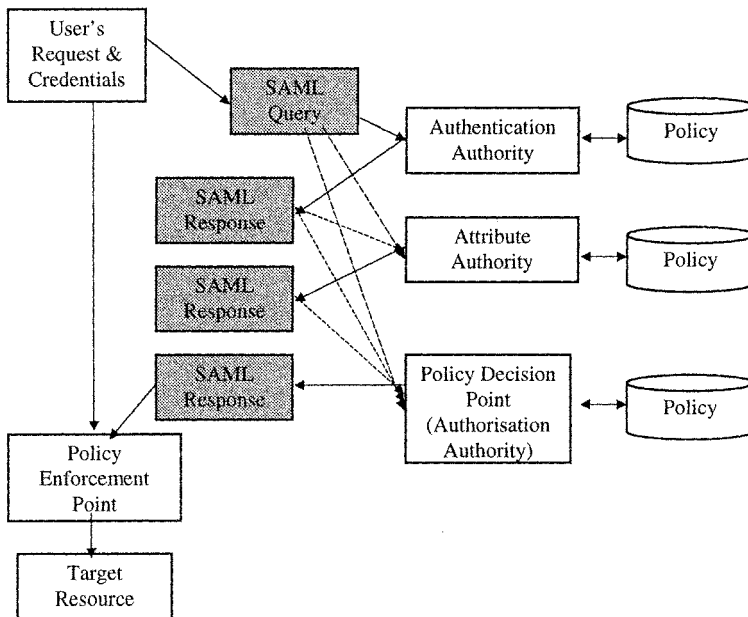 User's
Request &
Credentials
SAML
Query
Authentication
Authority
Policy
SAML
Response
Attribute
Authority
Policy
SAML
Response
SAML
Response
Policy Decision
Point
(Authorisation
Authority)
Policy
Policy
Enforcement
Point
Target
Resource